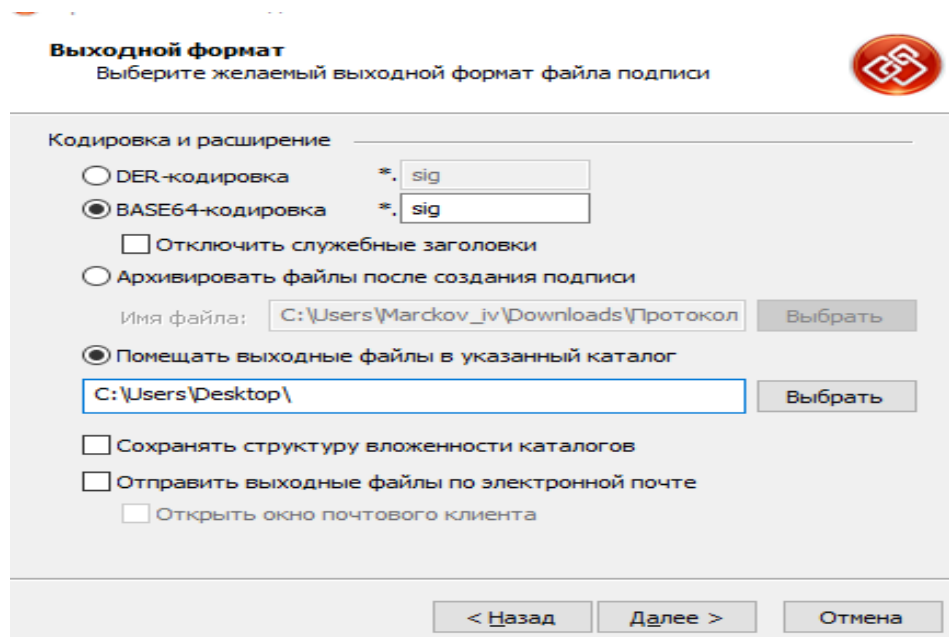 Выходной формат
Выберите желаемый выходной формат файла подписи
Кодировка и расширение
DER-кодировка *. sig
BASE64-кодировка *. sig
Отключить служебные заголовки
Архивировать файлы после создания подписи
Имя файла: C:\Users\Marckov_iv\Downloads\Протокол Выбрать
Помещать выходные файлы в указанный каталог
C:\Users\Desktop\ Выбрать
Сохранять структуру вложенности каталогов
Отправить выходные файлы по электронной почте
Открыть окно почтового клиента
< Назад Далее > Отмена